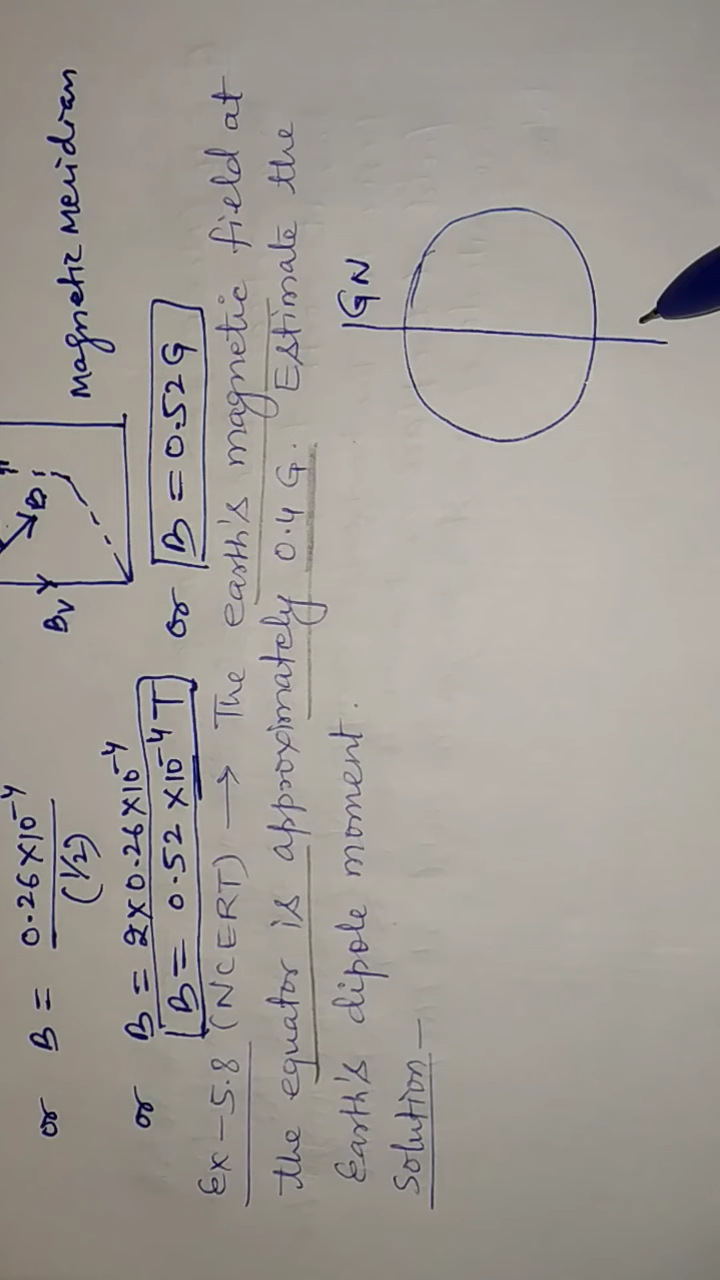 or B = 0.26×10⁻⁴
(1/2)
Bv
B
Magnetic Meridian
or B = 2×0.26×10⁻⁴
B = 0.52×10⁻⁴T or B = 0.52 G
Ex-5.8 (NCERT) → The earth's magnetic field at
the equator is approximately 0.4 G. Estimate the
Earth's dipole moment.
Solution-
GN